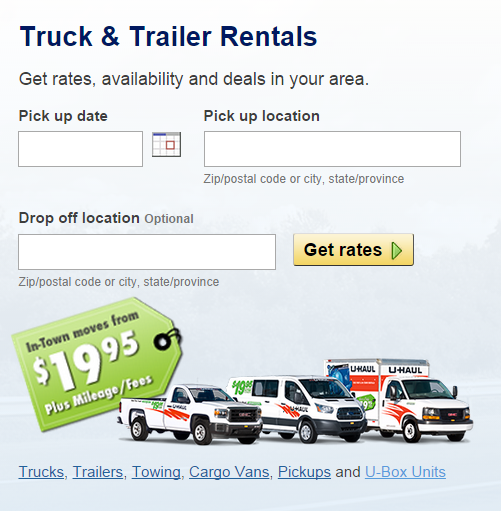 Truck & Trailer Rentals
Get rates, availability and deals in your area.
Pick up date
Pick up location
Zip/postal code or city, state/province
Drop off location Optional
Get rates
Zip/postal code or city, state/province
In-Town moves from
$1995
Plus Mileage/Fees
U-HAUL
$19.95
U-HAUL
U-HAUL
U-HAUL
Trucks, Trailers, Towing, Cargo Vans, Pickups and U-Box Units